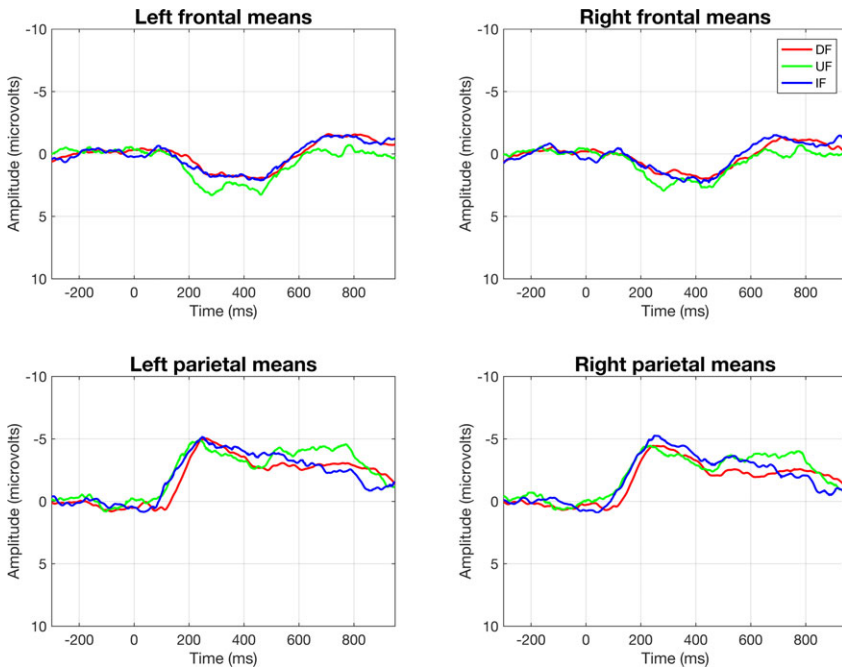 Left frontal means
-10
-5
0
5
10
Amplitude (microvolts)
-200 0 200 400 600 800
Time (ms)
Right frontal means
-10
-5
0
5
10
Amplitude (microvolts)
-200 0 200 400 600 800
Time (ms)
DF
UF
IF
Left parietal means
-10
-5
0
5
10
Amplitude (microvolts)
-200 0 200 400 600 800
Time (ms)
Right parietal means
-10
-5
0
5
10
Amplitude (microvolts)
-200 0 200 400 600 800
Time (ms)